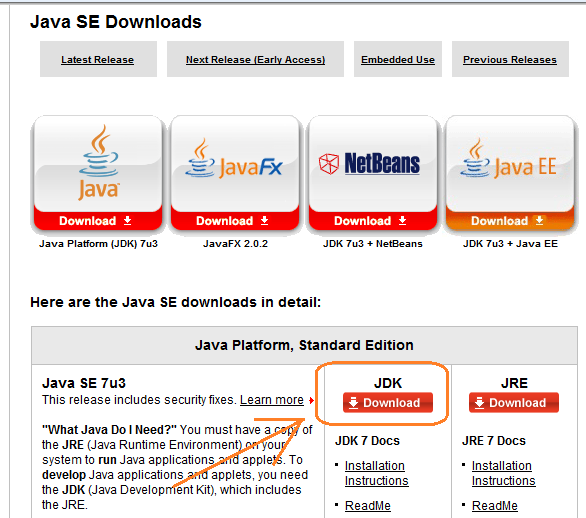 Java SE Downloads
Latest Release Next Release (Early Access) Embedded Use Previous Releases
Java JavaFX NetBeans Java EE
Download Download Download Download
Java Platform (JDK) 7u3 JavaFX 2.0.2 JDK 7u3 + NetBeans JDK 7u3 + Java EE
Here are the Java SE downloads in detail:
Java Platform, Standard Edition
Java SE 7u3
This release includes security fixes. Learn more
"What Java Do I Need?" You must have a copy of
the JRE (Java Runtime Environment) on your
system to run Java applications and applets. To
develop Java applications and applets, you need
the JDK (Java Development Kit), which includes
the JRE.
JDK
Download
JDK 7 Docs
Installation
Instructions
ReadMe
JRE
Download
JRE 7 Docs
Installation
Instructions
ReadMe